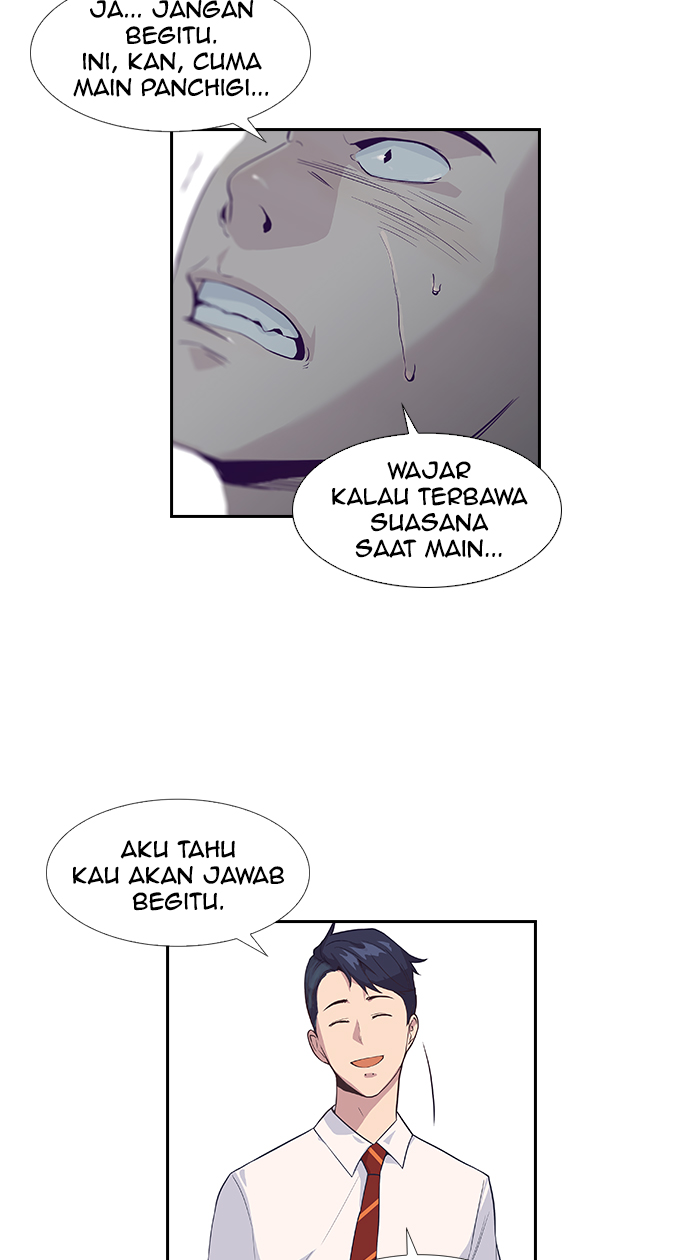 JA... JANGAN
BEGITU.
INI, KAN, CUMA
MAIN PANCHIGI...
WAJAR
KALAU TERBAWA
SUASANA
SAAT MAIN...
AKU TAHU
KAU AKAN JAWAB
BEGITU.